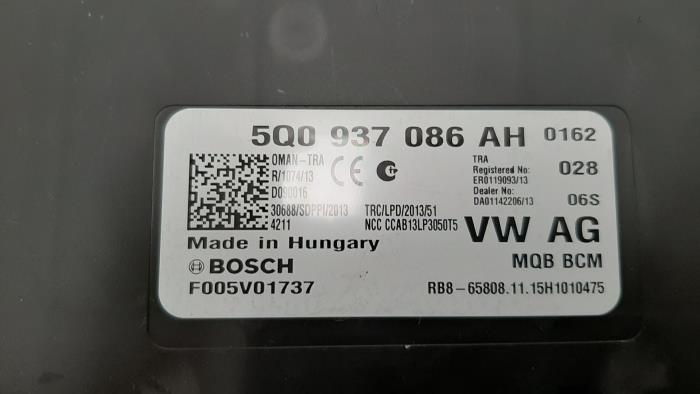 5Q0 937 086 AH 0162
OMAN-TRA
R/1074/13
D090016
CE
TRA
Registered No:
ER0119093/13
Dealer No:
DA01142206/13
028
06S
30688/SDPPI/2013
4211
TRC/LPD/2013/51
NCC CCAB13LP3050T5
VW AG
Made in Hungary
BOSCH
MQB BCM
F005V01737
RB8-65808.11.15H1010475